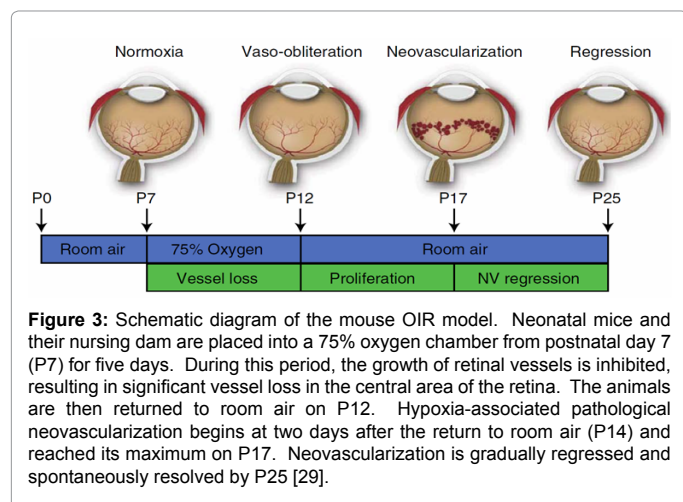 Normoxia Vaso-obliteration Neovascularization Regression
P0 P7 P12 P17 P25
Room air 75% Oxygen Room air
Vessel loss Proliferation NV regression
Figure 3: Schematic diagram of the mouse OIR model. Neonatal mice and
their nursing dam are placed into a 75% oxygen chamber from postnatal day 7
(P7) for five days. During this period, the growth of retinal vessels is inhibited,
resulting in significant vessel loss in the central area of the retina. The animals
are then returned to room air on P12. Hypoxia-associated pathological
neovascularization begins at two days after the return to room air (P14) and
reached its maximum on P17. Neovascularization is gradually regressed and
spontaneously resolved by P25 [29].